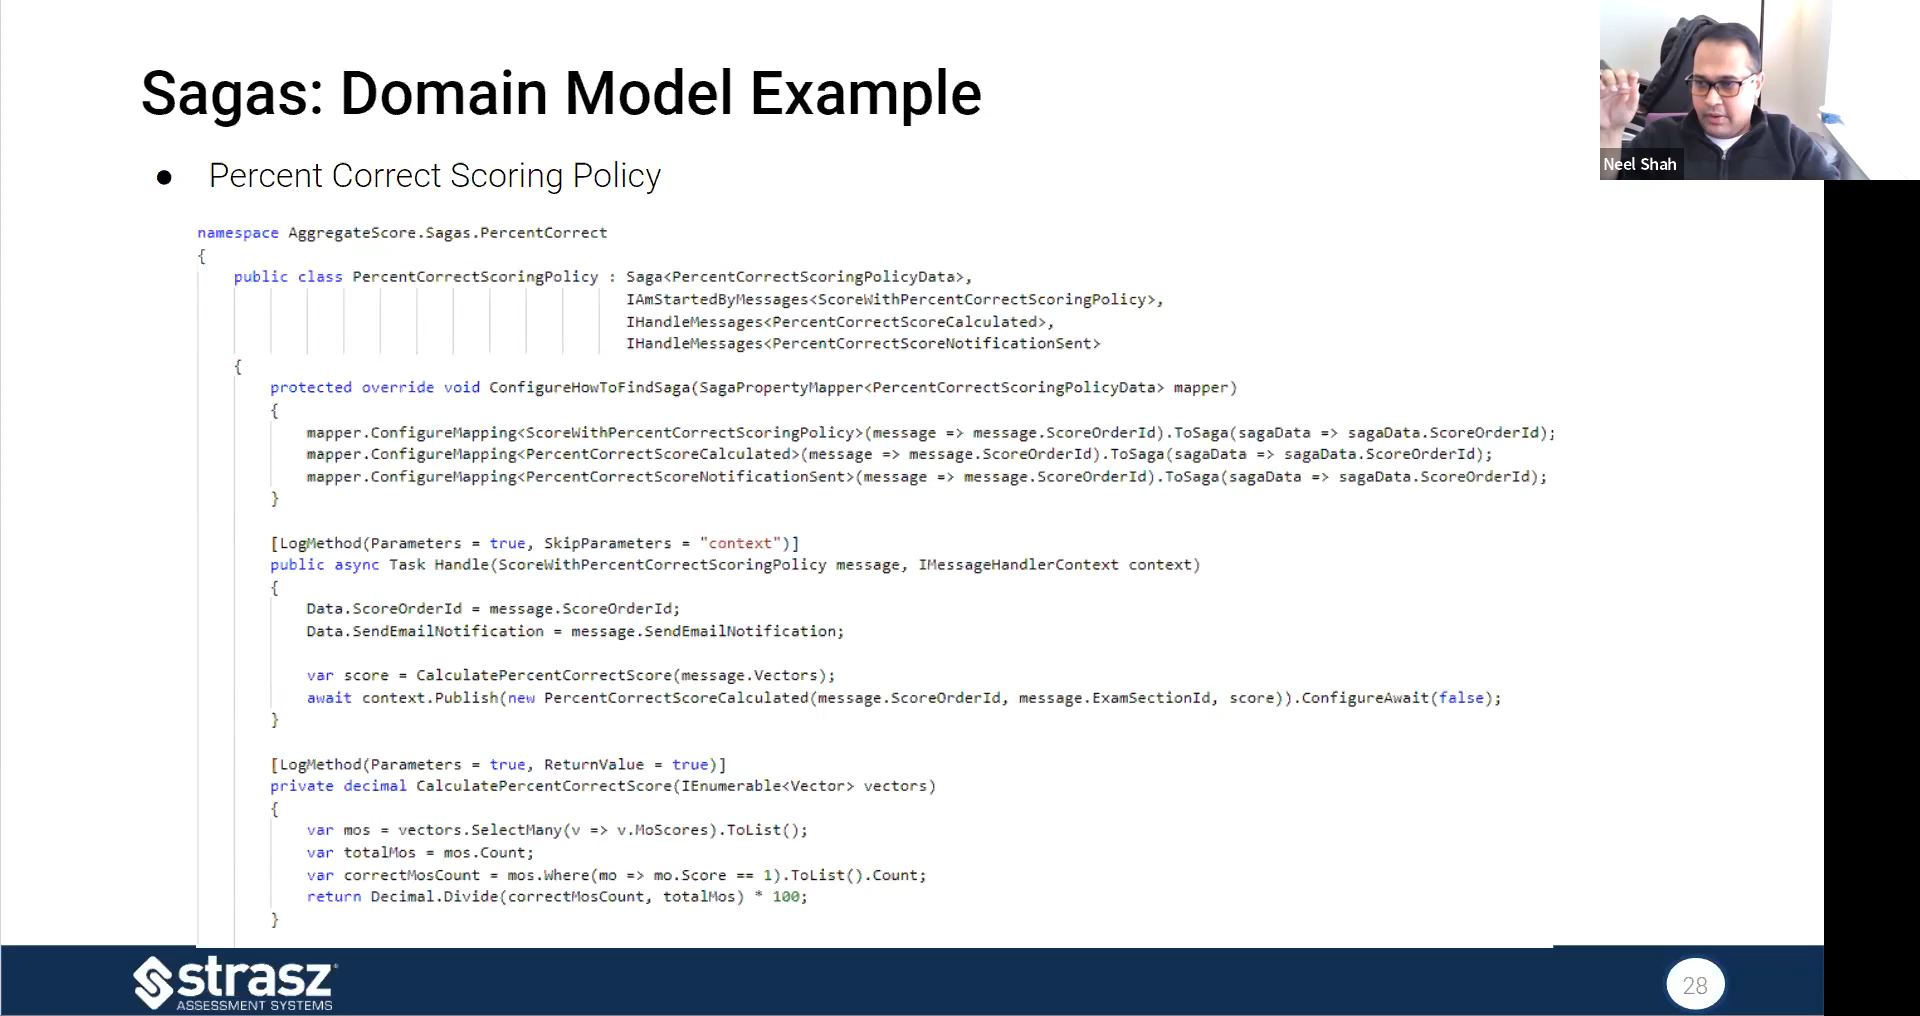 Sagas: Domain Model Example
Neel Shah
● Percent Correct Scoring Policy
namespace AggregateScore.Sagas.PercentCorrect
{
public class PercentCorrectScoringPolicy : Saga<PercentCorrectScoringPolicyData>,
IAmStartedByMessages<ScoreWithPercentCorrectScoringPolicy>,
IHandleMessages<PercentCorrectScoreCalculated>,
IHandleMessages<PercentCorrectScoreNotificationSent>
{
protected override void ConfigureHowToFindSaga(SagaPropertyMapper<PercentCorrectScoringPolicyData> mapper)
{
mapper.ConfigureMapping<ScoreWithPercentCorrectScoringPolicy>(message => message.ScoreOrderId).ToSaga(sagaData => sagaData.ScoreOrderId);
mapper.ConfigureMapping<PercentCorrectScoreCalculated>(message => message.ScoreOrderId).ToSaga(sagaData => sagaData.ScoreOrderId);
mapper.ConfigureMapping<PercentCorrectScoreNotificationSent>(message => message.ScoreOrderId).ToSaga(sagaData => sagaData.ScoreOrderId);
}
[LogMethod(Parameters = true, SkipParameters = "context")]
public async Task Handle(ScoreWithPercentCorrectScoringPolicy message, IMessageHandlerContext context)
{
Data.ScoreOrderId = message.ScoreOrderId;
Data.SendEmailNotification = message.SendEmailNotification;
var score = CalculatePercentCorrectScore(message.Vectors);
await context.Publish(new PercentCorrectScoreCalculated(message.ScoreOrderId, message.ExamSectionId, score)).ConfigureAwait(false);
}
[LogMethod(Parameters = true, ReturnValue = true)]
private decimal CalculatePercentCorrectScore(IEnumerable<Vector> vectors)
{
var mos = vectors.SelectMany(v => v.MoScores).ToList();
var totalMos = mos.Count;
var correctMosCount = mos.Where(mo => mo.Score == 1).ToList().Count;
return Decimal.Divide(correctMosCount, totalMos) * 100;
}
strasz
ASSESSMENT SYSTEMS
28